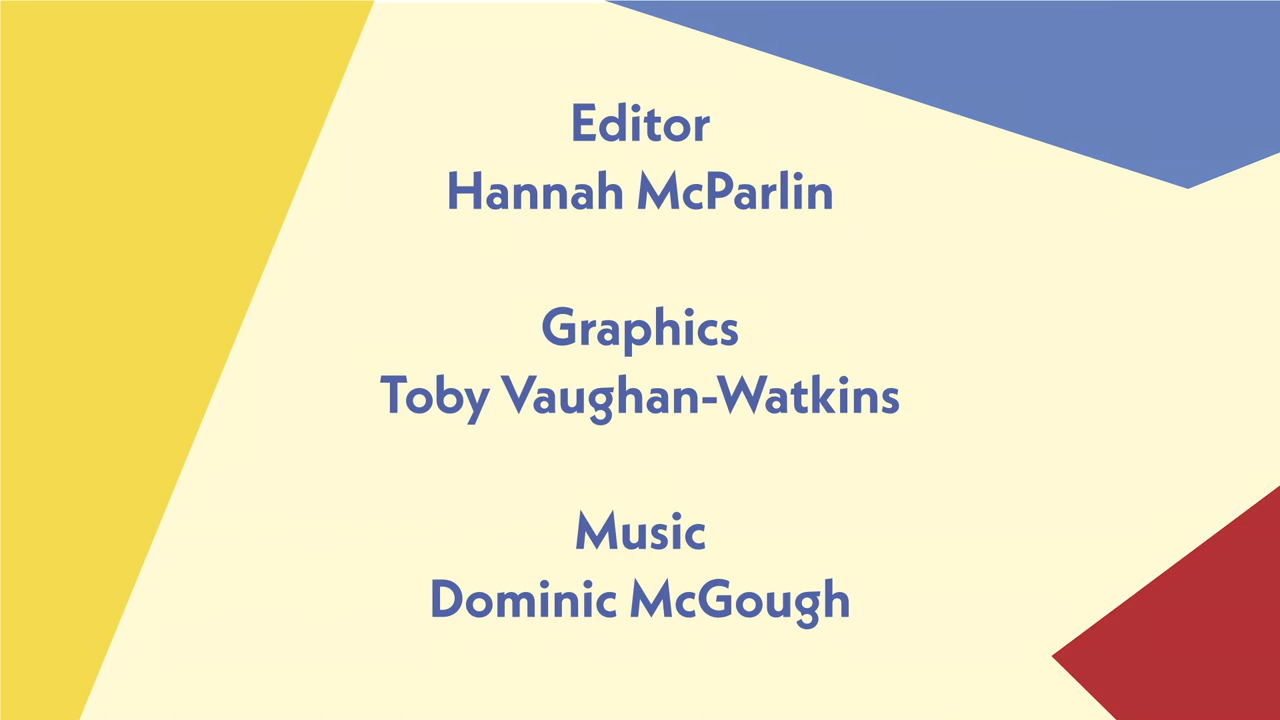 Editor
Hannah McParlin
Graphics
Toby Vaughan-Watkins
Music
Dominic McGough